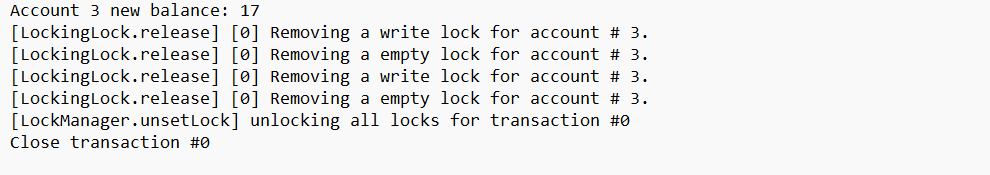 Account 3 new balance: 17
[LockingLock.release] [0] Removing a write lock for account # 3.
[LockingLock.release] [0] Removing a empty lock for account # 3.
[LockingLock.release] [0] Removing a write lock for account # 3.
[LockingLock.release] [0] Removing a empty lock for account # 3.
[LockManager.unsetLock] unlocking all locks for transaction #0
Close transaction #0